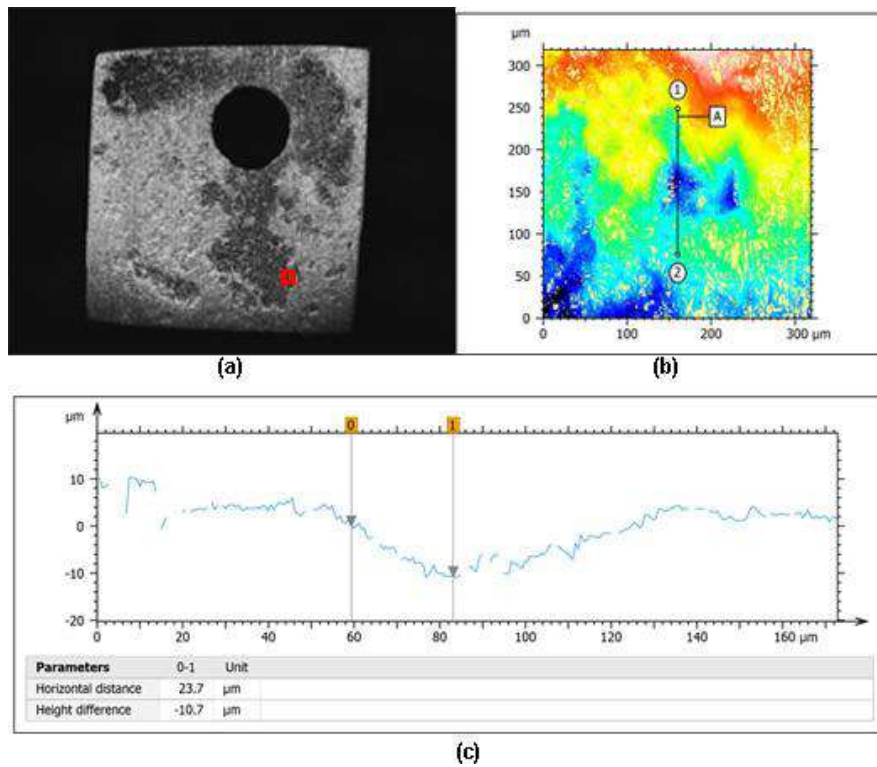 µm
300
250
200
150
100
50
0
0 100 200 300 µm
1
A
2
(a)
(b)
µm
0 1
10
0
-10
-20
0 20 40 60 80 100 120 140 160 µm
Parameters 0-1 Unit
Horizontal distance 23.7 µm
Height difference -10.7 µm
(c)